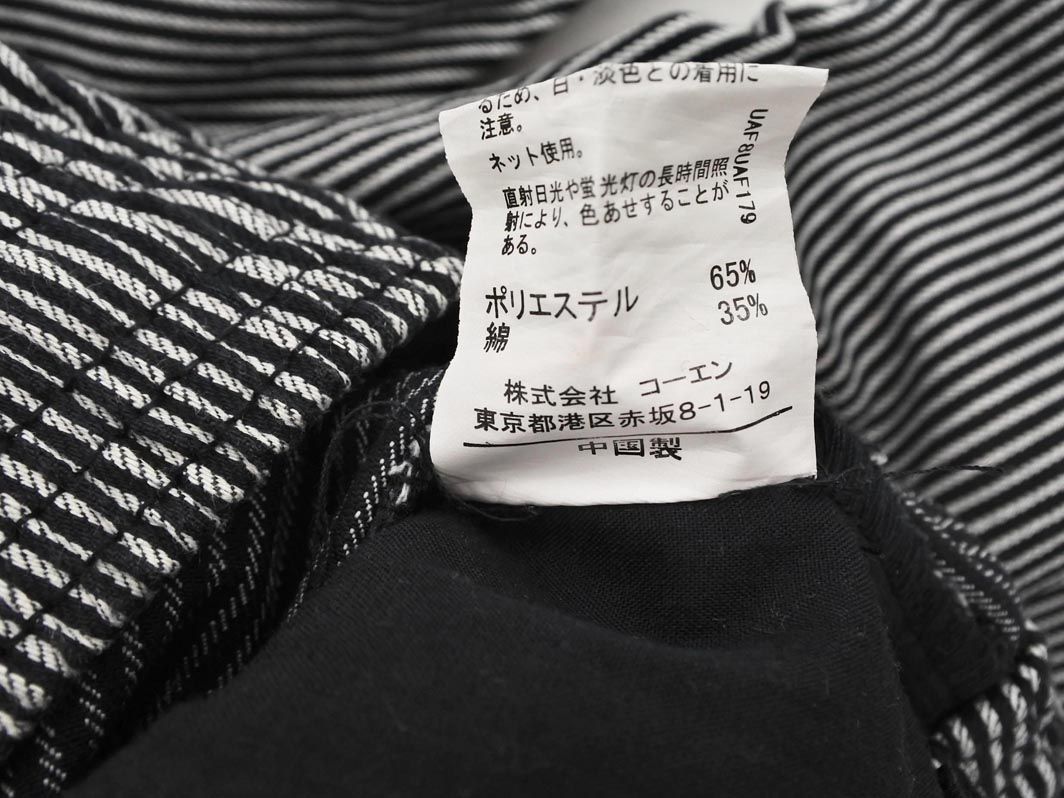 るため、白・淡色との着用に
注意。
ネット使用。
直射日光や蛍光灯の長時間照
射により、色あせすることが
ある。
UAF8UAF179
ポリエステル 65%
綿 35%
株式会社 コーエン
東京都港区赤坂8-1-19
中国製